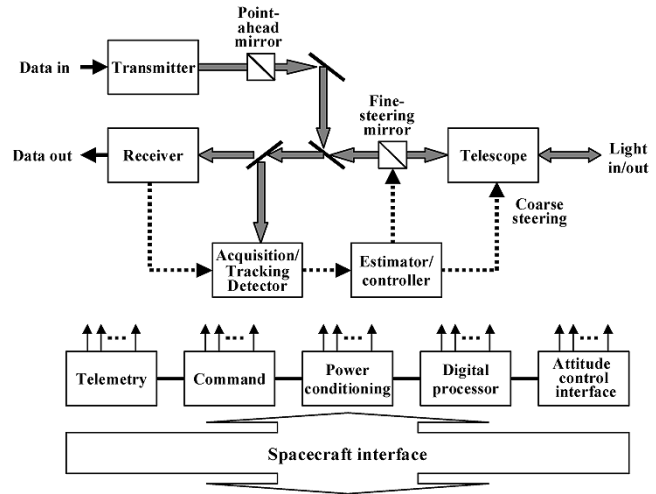 Point-
ahead
mirror
Data in
Transmitter
Fine-
steering
mirror
Data out
Receiver
Telescope
Light
in/out
Coarse
steering
Acquisition/
Tracking
Detector
Estimator/
controller
Telemetry
Command
Power
conditioning
Digital
processor
Attitude
control
interface
Spacecraft interface